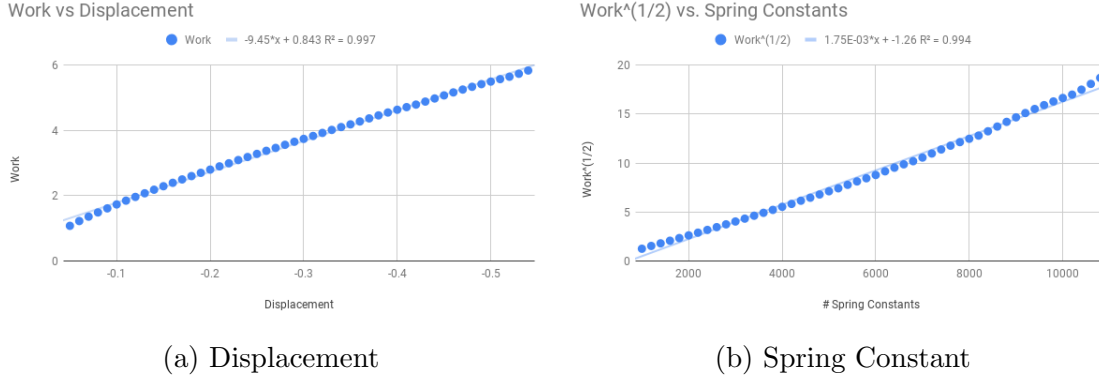 Work vs Displacement
Work -9.45*x + 0.843 R² = 0.997
6
4
2
0
Work
-0.1 -0.2 -0.3 -0.4 -0.5
Displacement
(a) Displacement
Work^(1/2) vs. Spring Constants
Work^(1/2) 1.75E-03*x + -1.26 R² = 0.994
20
15
10
5
0
Work^(1/2)
2000 4000 6000 8000 10000
# Spring Constants
(b) Spring Constant